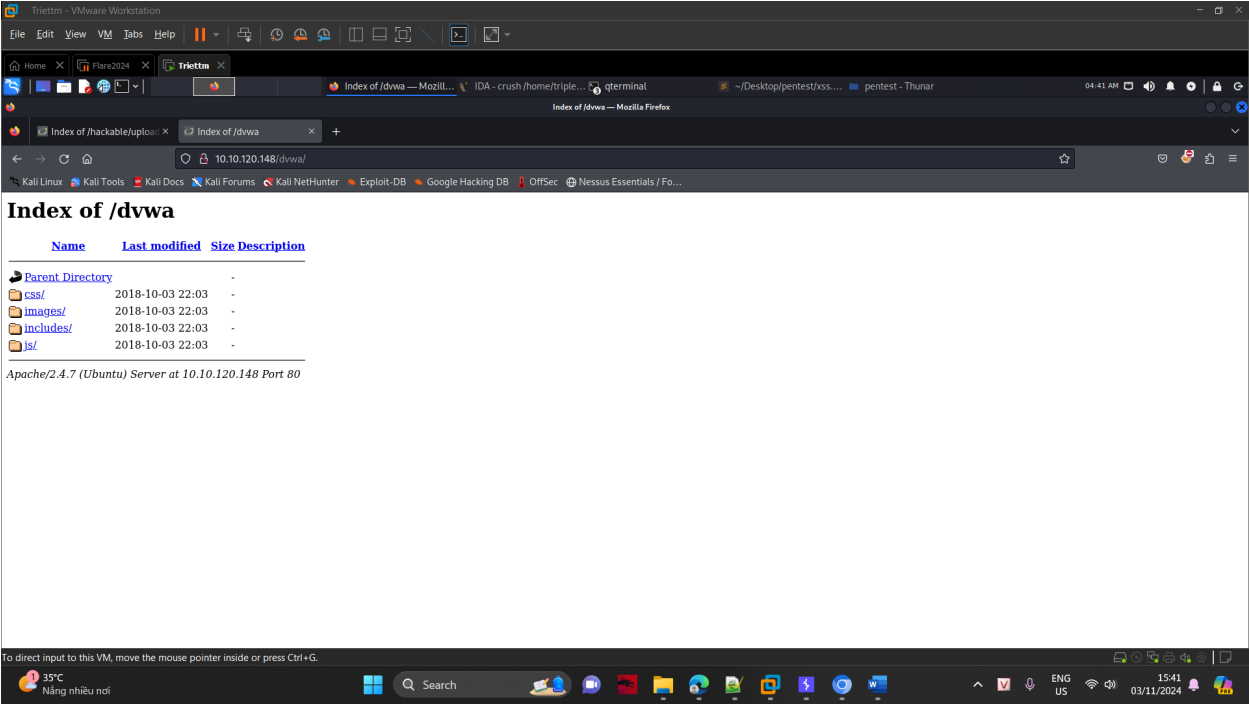 Triettm - VMware Workstation
File Edit View VM Tabs Help
Home Flare2024 Triettm
Index of /dvwa — Mozill... IDA - crush /home/triple... qterminal ~/Desktop/pentest/xss.... pentest - Thunar 04:41 AM
Index of /dvwa — Mozilla Firefox
Index of /hackable/upload Index of /dvwa
10.10.120.148/dvwa/
Kali Linux Kali Tools Kali Docs Kali Forums Kali NetHunter Exploit-DB Google Hacking DB OffSec Nessus Essentials / Fo...
Index of /dvwa
Name Last modified Size Description
Parent Directory -
css/ 2018-10-03 22:03 -
images/ 2018-10-03 22:03 -
includes/ 2018-10-03 22:03 -
js/ 2018-10-03 22:03 -
Apache/2.4.7 (Ubuntu) Server at 10.10.120.148 Port 80
To direct input to this VM, move the mouse pointer inside or press Ctrl+G.
1 35°C
Nắng nhiều nơi
Search
ENG
US
15:41
03/11/2024